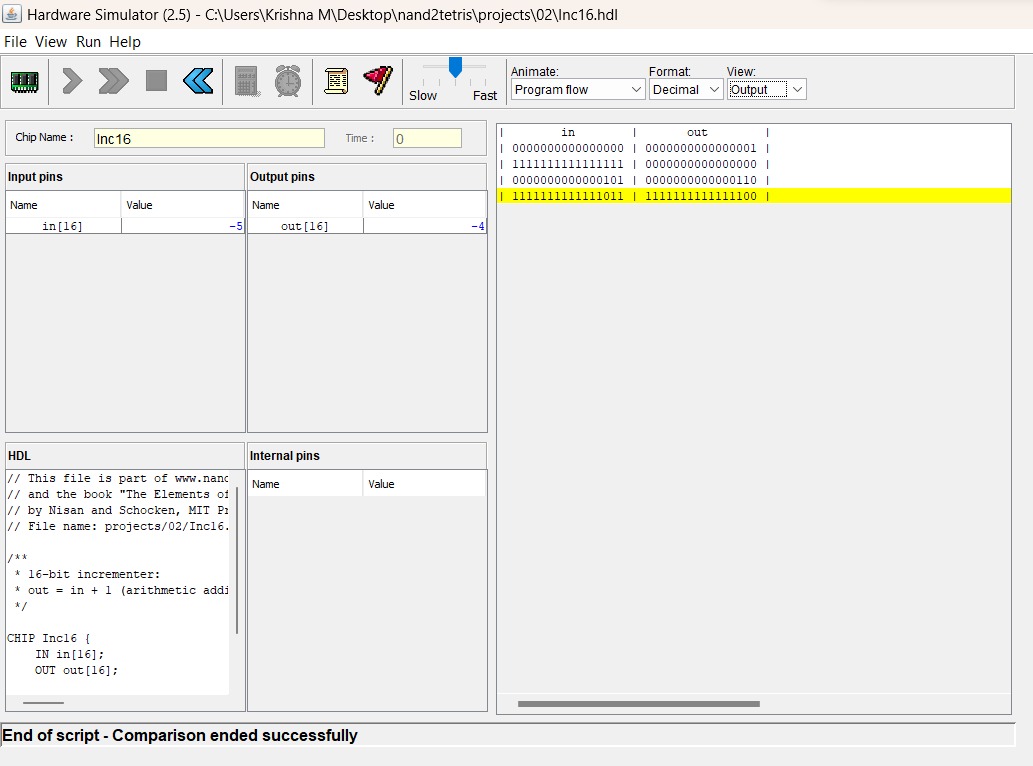 Hardware Simulator (2.5) - C:\Users\Krishna M\Desktop\nand2tetris\projects\02\Inc16.hdl
File View Run Help
Slow Fast
Animate: Format: View:
Program flow Decimal Output
Chip Name : Inc16 Time : 0
Input pins Output pins
Name Value Name Value
in[16] -5 out[16] -4
HDL Internal pins
Name Value
// This file is part of www.nand
// and the book "The Elements of
// by Nisan and Schocken, MIT Pr
// File name: projects/02/Inc16.
/**
* 16-bit incrementer:
* out = in + 1 (arithmetic addi
*/
CHIP Inc16 {
IN in[16];
OUT out[16];
| in | out |
| 0000000000000000 | 0000000000000001 |
| 1111111111111111 | 0000000000000000 |
| 0000000000000101 | 0000000000000110 |
| 1111111111111011 | 1111111111111100 |
End of script - Comparison ended successfully